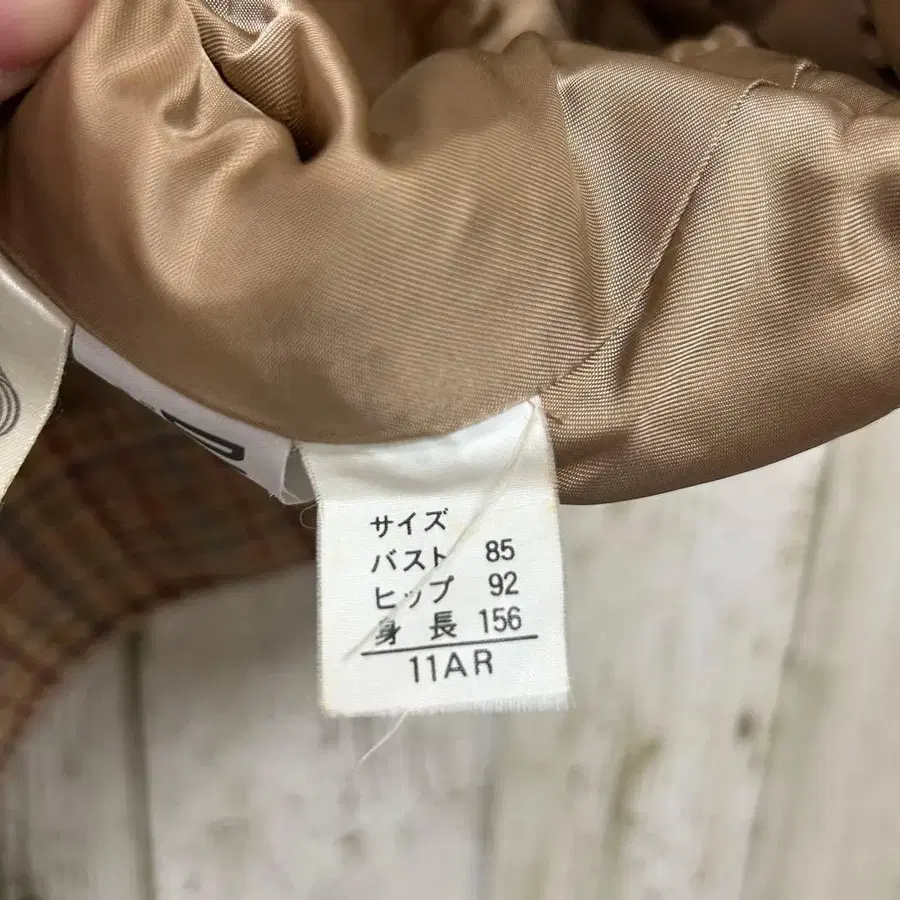 サイズ
バスト 85
ヒップ 92
身長 156
11AR